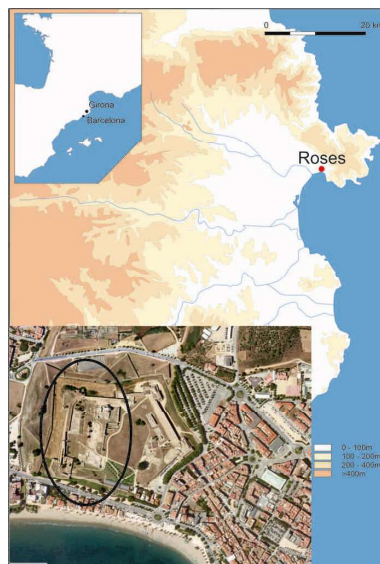 0 20 km
Girona
Barcelona
Roses
0 - 100m
100 - 200m
200 - 400m
>400m